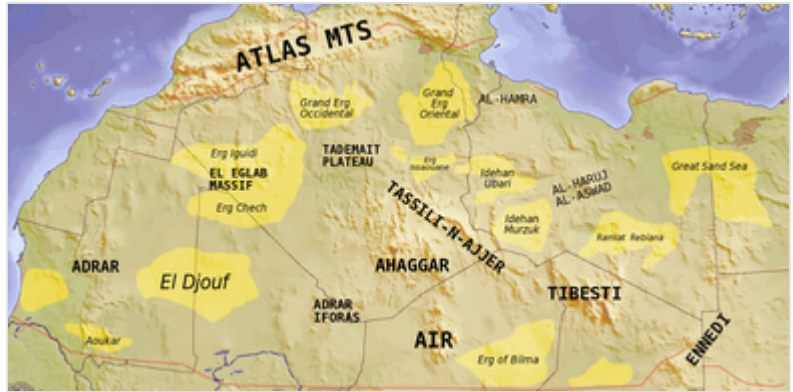 ATLAS MTS
Grand Erg
Occidental
Grand
Erg
Oriental
AL-HAMRA
Erg Iguidi
TADEMAIT
PLATEAU
Erg
Issaouane
EL EGLAB
MASSIF
Idehan
Ubari
AL-HARUJ
AL-ASWAD
Great Sand Sea
Erg Chech
TASSILI-N-AJJER
Idehan
Murzuk
Ramlat Rebiana
ADRAR
El Djouf
AHAGGAR
TIBESTI
ADRAR
IFORAS
AIR
ENNEDI
Aoukar
Erg of Bilma